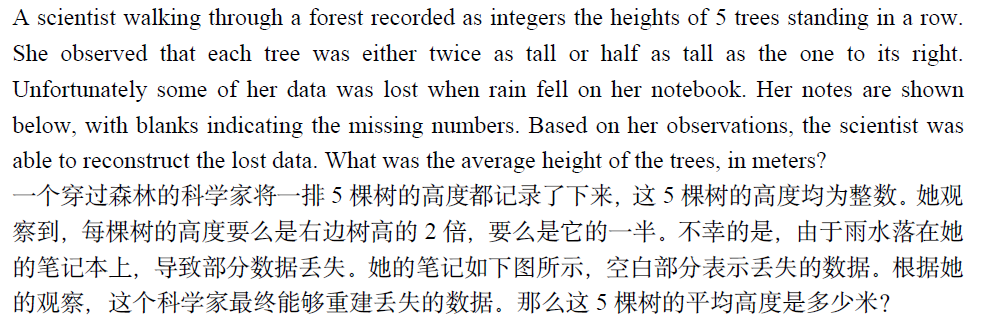 A scientist walking through a forest recorded as integers the heights of 5 trees standing in a row.
She observed that each tree was either twice as tall or half as tall as the one to its right.
Unfortunately some of her data was lost when rain fell on her notebook. Her notes are shown
below, with blanks indicating the missing numbers. Based on her observations, the scientist was
able to reconstruct the lost data. What was the average height of the trees, in meters?
一个穿过森林的科学家将一排 5 棵树的高度都记录了下来，这 5 棵树的高度均为整数。她观
察到，每棵树的高度要么是右边树高的 2 倍，要么是它的一半。不幸的是，由于雨水落在她
的笔记本上，导致部分数据丢失。她的笔记如下图所示，空白部分表示丢失的数据。根据她
的观察，这个科学家最终能够重建丢失的数据。那么这 5 棵树的平均高度是多少米？